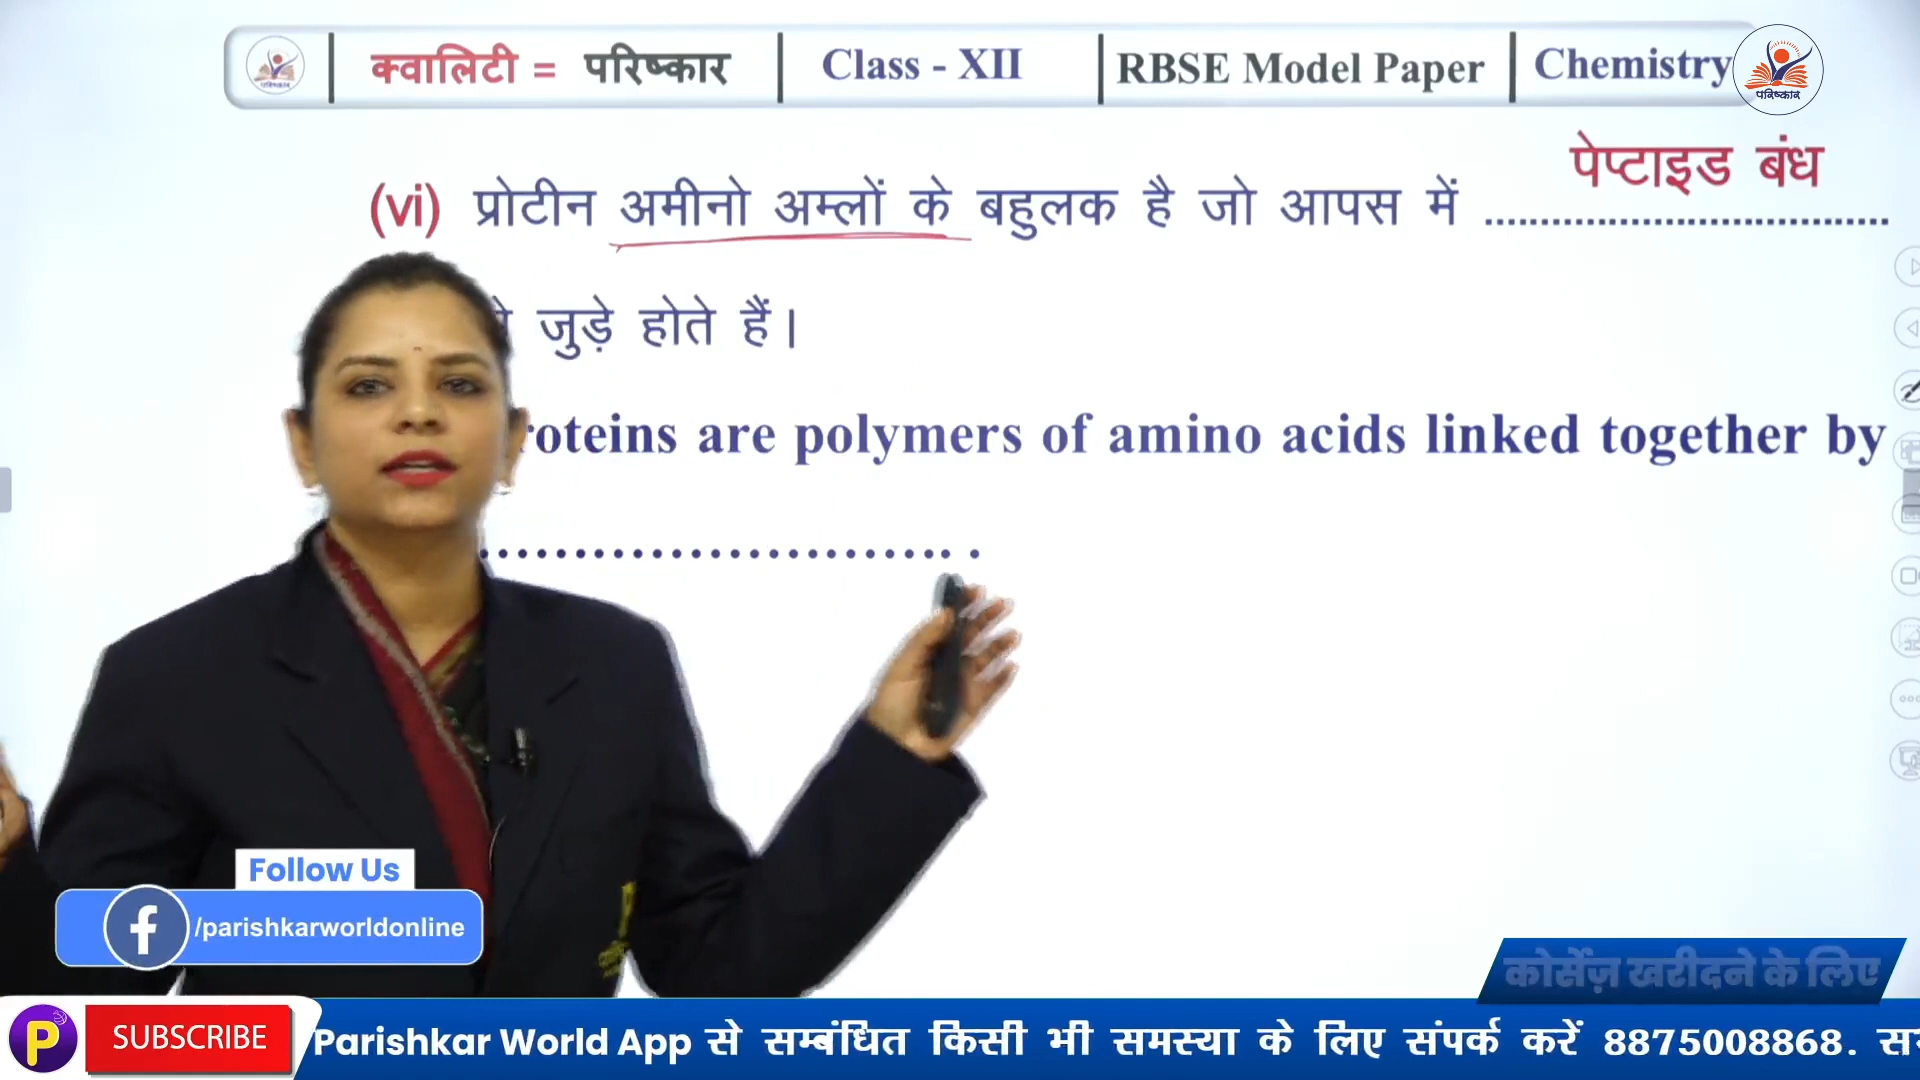 क्वालिटी = परिष्कार Class - XII RBSE Model Paper Chemistry
परिष्कार
पेप्टाइड बंध
(vi) प्रोटीन अमीनो अम्लों के बहुलक है जो आपस में ....................................
जुड़े होते हैं।
are polymers of amino acids linked together by
...........................
Follow Us
/parishkarworldonline
कोर्सेज़ खरीदने के लिए
SUBSCRIBE Parishkar World App से सम्बंधित किसी भी समस्या के लिए संपर्क करें 8875008868.